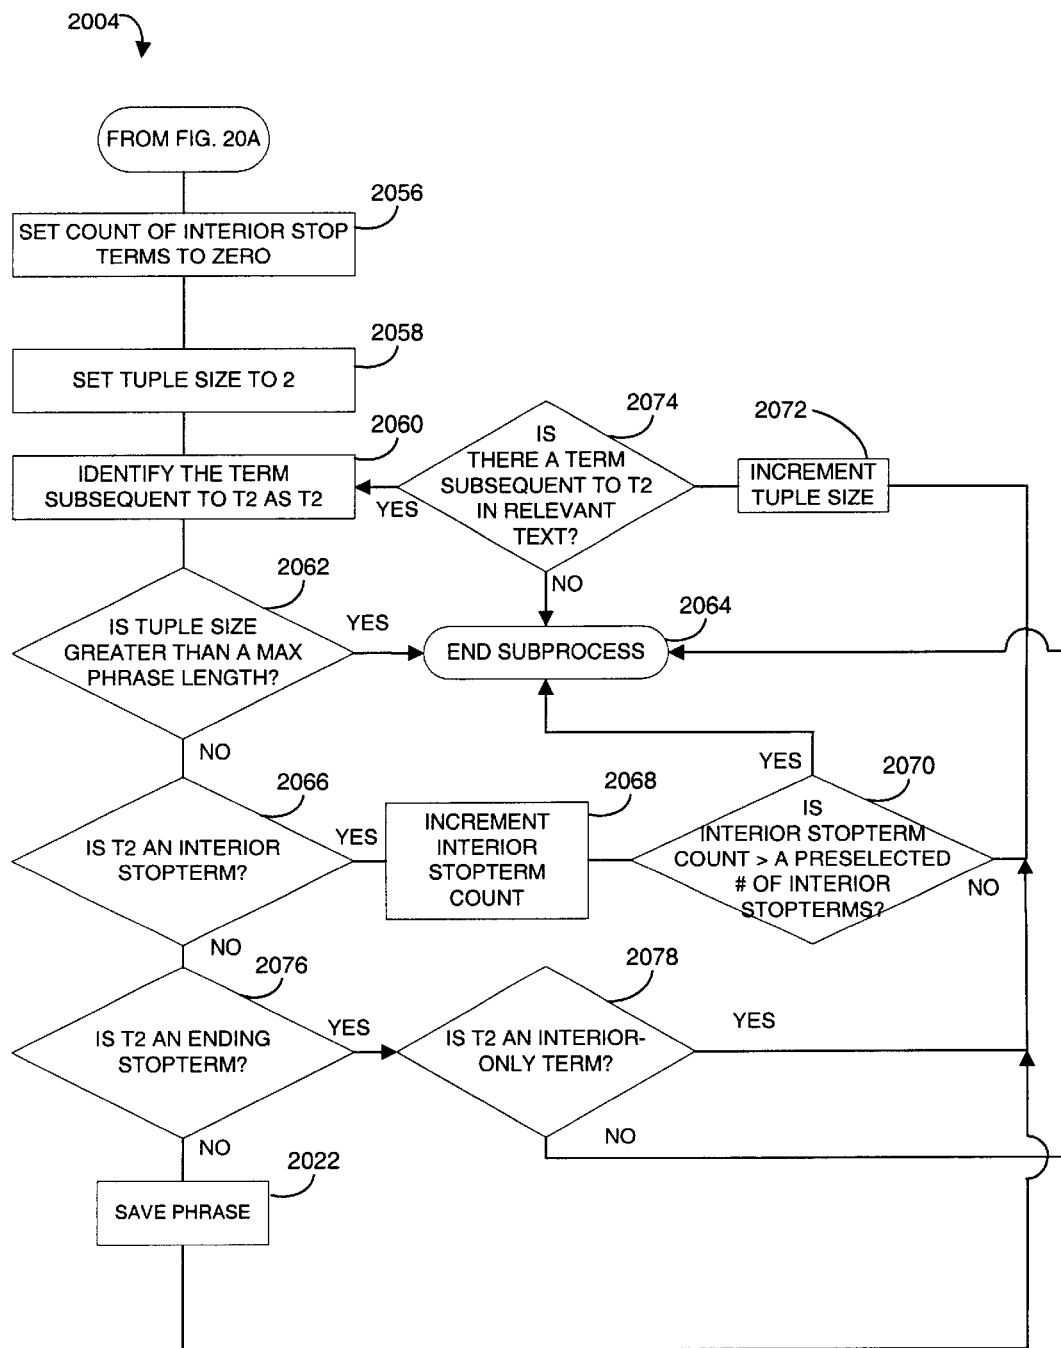 2004
FROM FIG. 20A
2056
SET COUNT OF INTERIOR STOP
TERMS TO ZERO
2058
SET TUPLE SIZE TO 2
2060
IDENTIFY THE TERM
SUBSEQUENT TO T2 AS T2
2074
IS
THERE A TERM
SUBSEQUENT TO T2
IN RELEVANT
TEXT?
YES
NO
2072
INCREMENT
TUPLE SIZE
2062
IS TUPLE SIZE
GREATER THAN A MAX
PHRASE LENGTH?
YES
NO
2064
END SUBPROCESS
2066
IS T2 AN INTERIOR
STOPTERM?
YES
NO
2068
INCREMENT
INTERIOR
STOPTERM
COUNT
2070
YES
IS
INTERIOR STOPTERM
COUNT > A PRESELECTED
# OF INTERIOR
STOPTERMS?
NO
2076
IS T2 AN ENDING
STOPTERM?
YES
NO
2078
IS T2 AN INTERIOR-
ONLY TERM?
YES
NO
2022
SAVE PHRASE